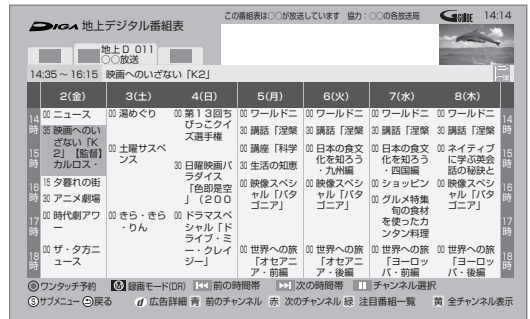 DIGA 地上デジタル番組表
この番組表は○○が放送しています 協力：○○の各放送局
G GUIDE 14:14
地上D 011
○○放送
14:35～16:15 映画へのいざない「K2」
2(金) 3(土) 4(日) 5(月) 6(火) 7(水) 8(木)
14時
15時
16時
17時
18時
00 ニュース
35 映画へのい
ざない「K
2」【監督】
カルロス・
15 夕暮れの街
30 アニメ劇場
00 時代劇アワ
ー
00 ザ・夕方ニ
ュース
00 湯めぐり
00 土曜サスペ
ンス
00 きら・きら
・りん
00 第13回ち
びっこクイ
ズ選手権
30 日曜映画パ
ラダイス
「色即是空
」（200
00 ドラマスペ
シャル「ド
ライブ・ミ
ー・クレイ
ジー」
00 ワールドニ
30 講話「涅槃
00 講座「科学
30 生活の知恵
00 映像スペシ
ャル「パタ
ゴニア」
00 世界への旅
「オセアニ
ア・前編
00 ワールドニ
30 講話「涅槃
00 日本の食文
化を知ろう
・九州編
00 映像スペシ
ャル「パタ
ゴニア」
00 世界への旅
「オセアニ
ア・後編
00 ワールドニ
30 講話「涅槃
00 日本の食文
化を知ろう
・四国編
00 ショッピン
00 グルメ特集
旬の食材
を使ったカ
ンタン料理
00 世界への旅
「ヨーロッ
パ・前編
00 ワールドニ
30 講話「涅槃
00 ネイティブ
に学ぶ英会
話の秘訣と
00 映像スペシ
ャル「パタ
ゴニア」
00 世界への旅
「ヨーロッ
パ・後編
ワンタッチ予約 録画モード(DR) 前の時間帯 次の時間帯 チャンネル選択
Sサブメニュー 戻る d 広告詳細 青 前のチャンネル 赤 次のチャンネル 緑 注目番組一覧 黄 全チャンネル表示